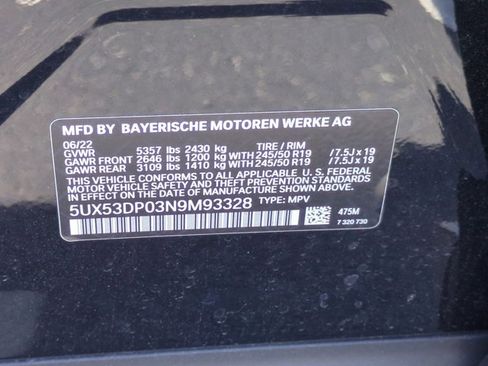 MFD BY BAYERISCHE MOTOREN WERKE AG
06/22
GVWR 5357 lbs 2430 kg TIRE / RIM
GAWR FRONT 2646 lbs 1200 kg WITH 245/50 R19 /7.5J x 19
GAWR REAR 3109 lbs 1410 kg WITH 245/50 R19 /7.5J x 19
THIS VEHICLE CONFORMS TO ALL APPLICABLE U. S. FEDERAL
MOTOR VEHICLE SAFETY STANDARDS IN EFFECT ON THE
DATE OF MANUFACTURE SHOWN ABOVE.
5UX53DP03N9M93328 TYPE: MPV
475M
7 320 730